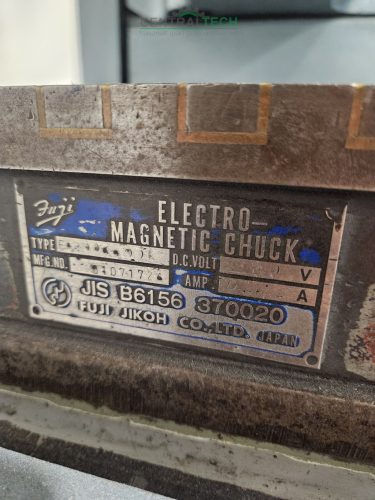 CENTRALTECH
Fuji
ELECTRO-
MAGNETIC CHUCK
TYPE
D.C.VOLT V
MFG.NO.
AMP. A
JIS B6156 370020
FUJI JIKOH CO.,LTD. JAPAN